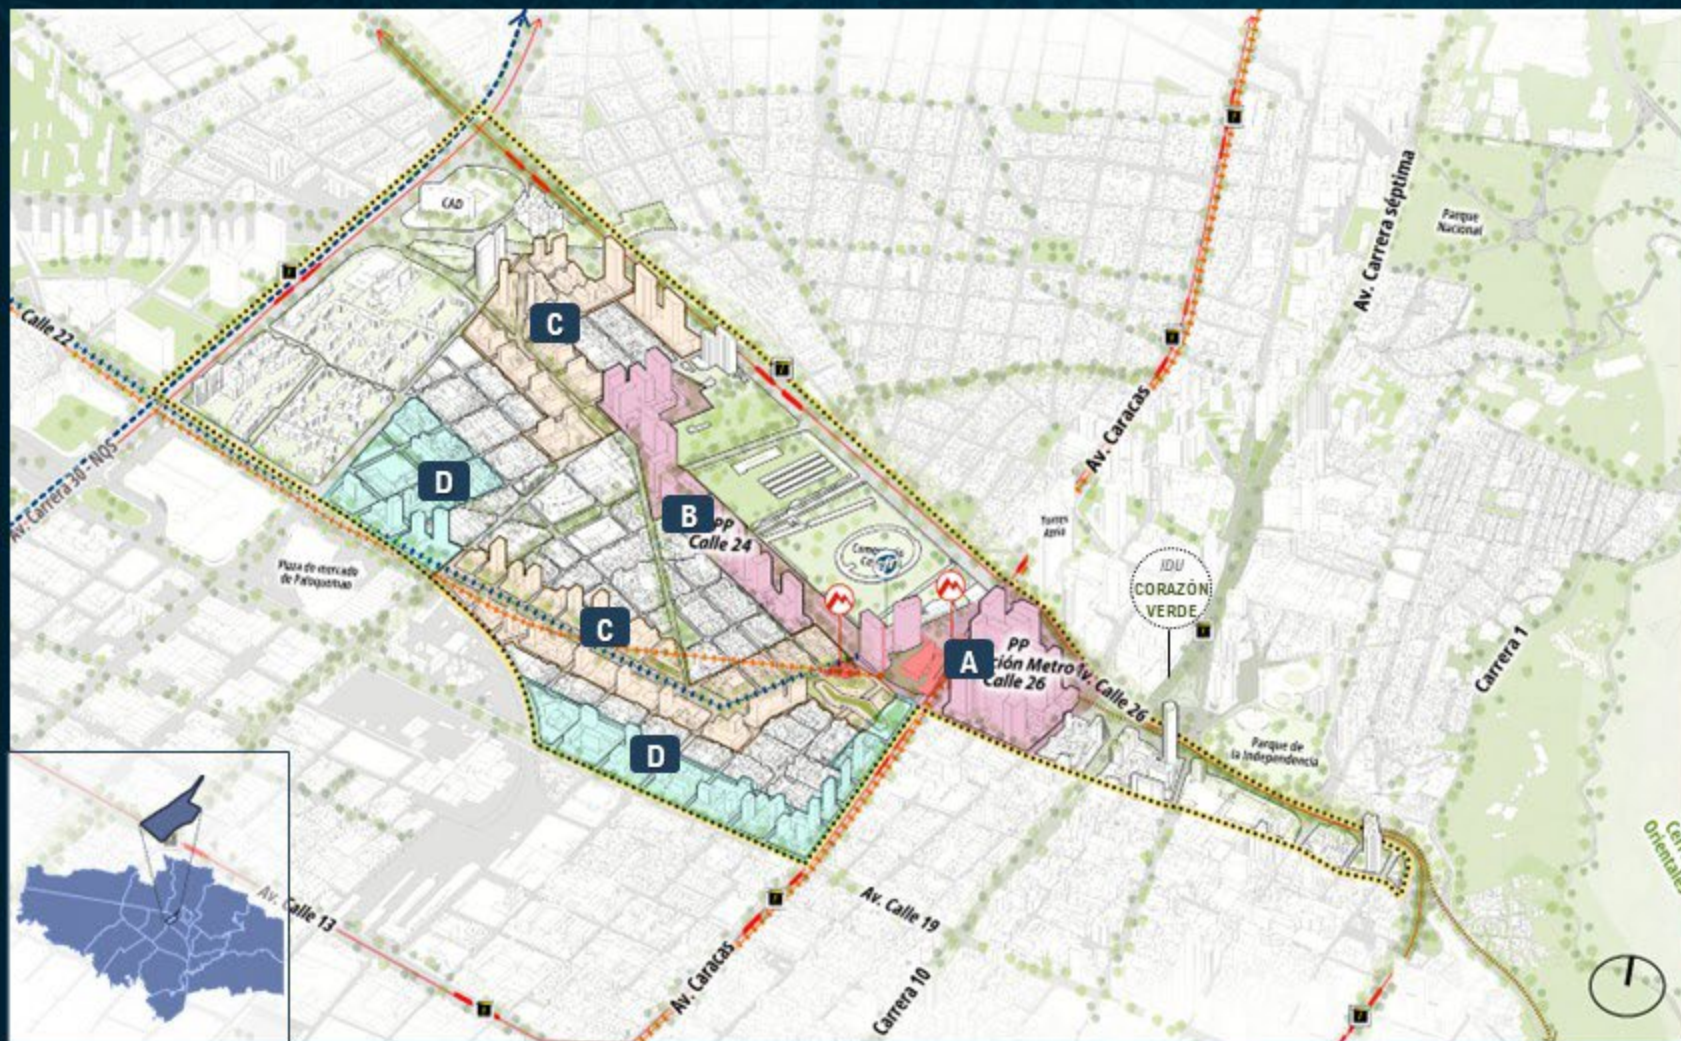 Av. Carrera séptima
Parque
Nacional
CAD
C
Calle 22
Av. Caracas
D
Av. Carrera 30 - NQS
B
PP
Calle 24
Torres
IDU
CORAZÓN
VERDE
Plaza de mercado
de Paloquemao
C
A
PP
ción Metro
Calle 26
Av. Calle 26
Carrera 1
D
Parque de
la Independencia
Orientales
Av. Calle 13
Av. Calle 19
Av. Caracas
Carrera 10